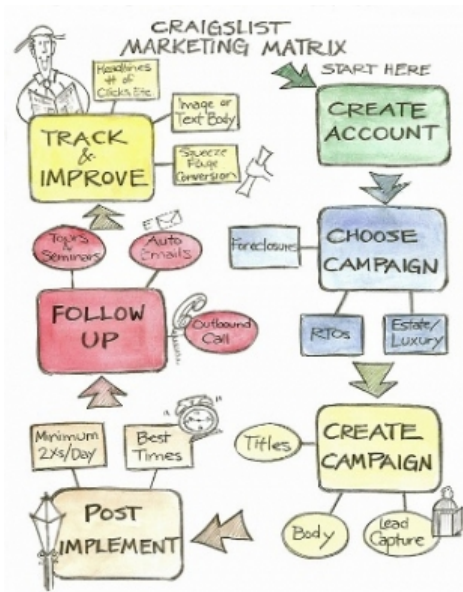 CRAIGSLIST
MARKETING MATRIX
START HERE
CREATE
ACCOUNT
CHOOSE
CAMPAIGN
Foreclosures
RTOs
Estate/
Luxury
CREATE
CAMPAIGN
Titles
Body
Lead
Capture
POST
IMPLEMENT
Minimum
2xs/Day
Best
Times
FOLLOW
UP
Tours &
Seminars
Auto
Emails
E
Outbound
Call
TRACK
&
IMPROVE
Headlines
# of
Clicks Etc
Image or
Text Body
Squeeze
Page
Conversion